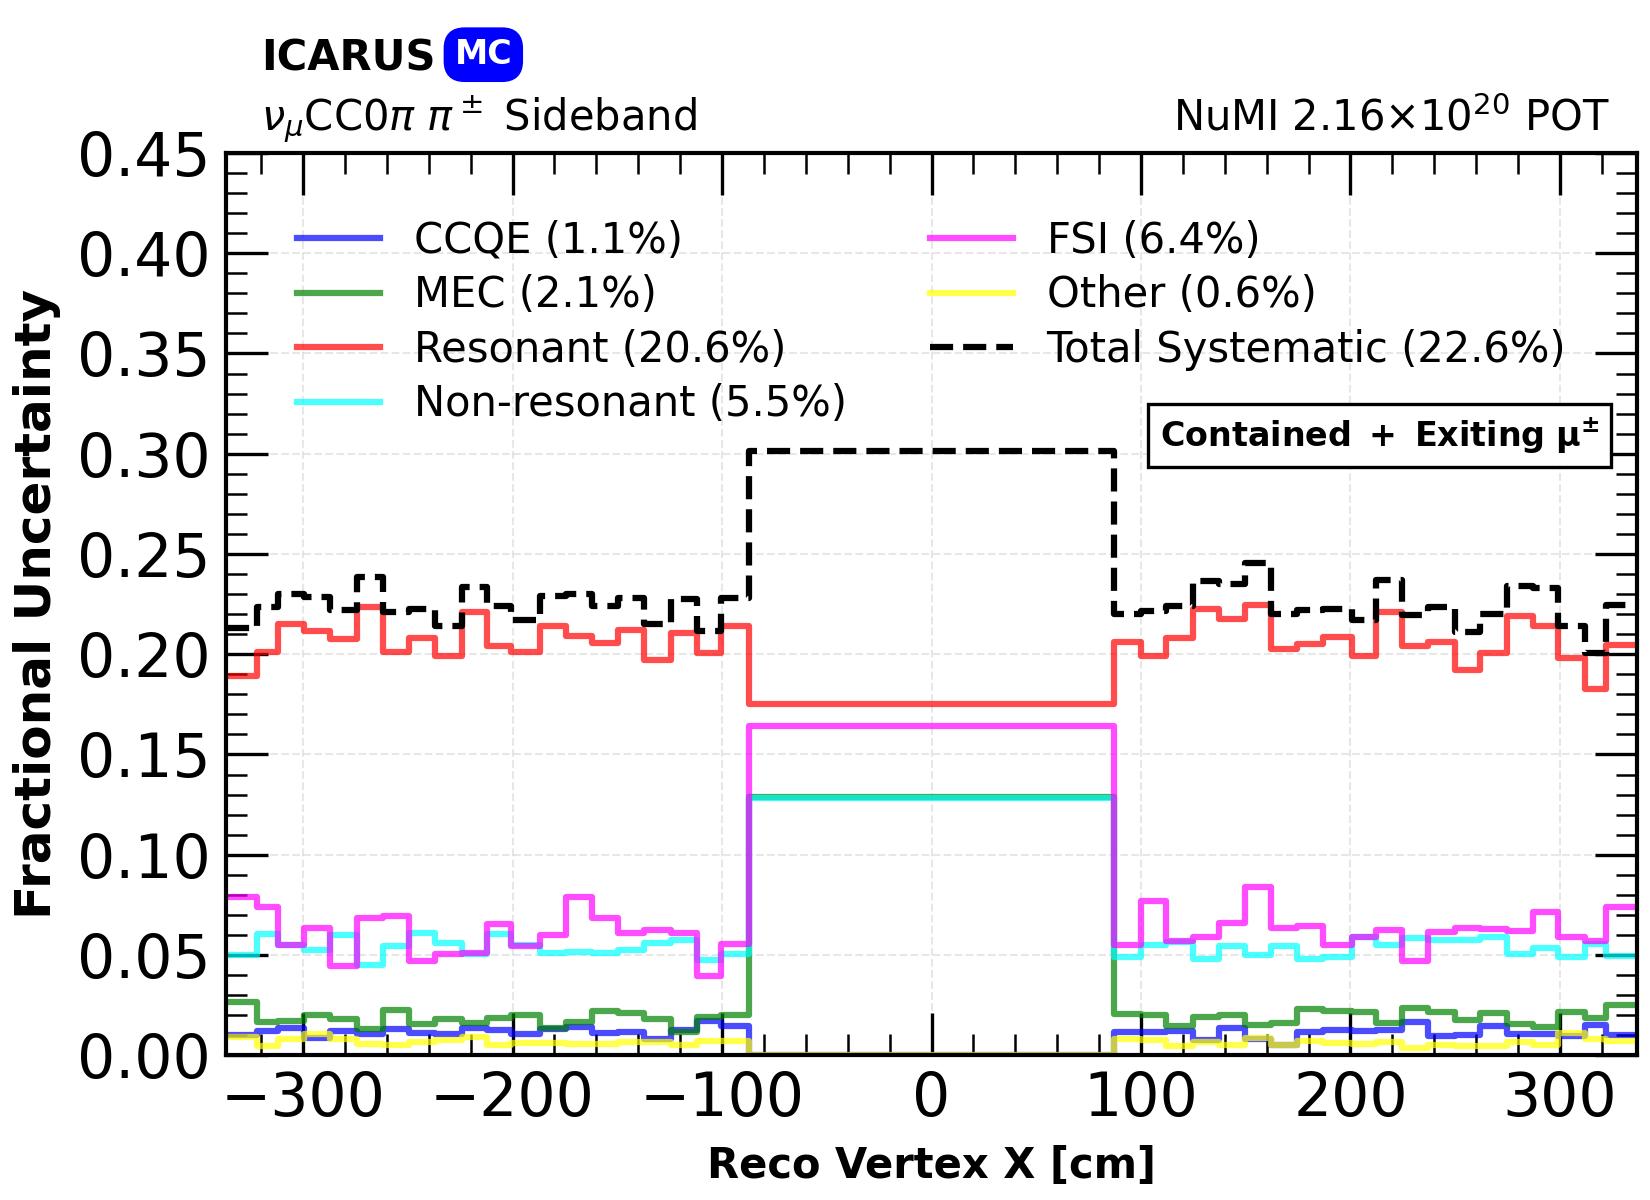 ICARUS MC
νμCC0π π± Sideband NuMI 2.16×10²⁰ POT
0.45
0.40
0.35
0.30
0.25
0.20
0.15
0.10
0.05
0.00
Fractional Uncertainty
CCQE (1.1%)
MEC (2.1%)
Resonant (20.6%)
Non-resonant (5.5%)
FSI (6.4%)
Other (0.6%)
Total Systematic (22.6%)
Contained + Exiting μ±
−300 −200 −100 0 100 200 300
Reco Vertex X [cm]